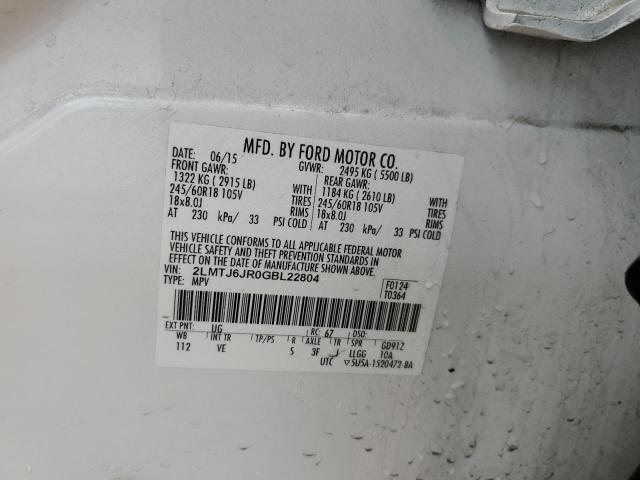 MFD. BY FORD MOTOR CO.
DATE: 06/15 GVWR: 2495 KG ( 5500 LB)
FRONT GAWR: REAR GAWR:
1322 KG ( 2915 LB) WITH 1184 KG ( 2610 LB) WITH
245/60R18 105V TIRES 245/60R18 105V TIRES
18x8.0J RIMS 18x8.0J RIMS
AT 230 kPa/ 33 PSI COLD AT 230 kPa/ 33 PSI COLD
THIS VEHICLE CONFORMS TO ALL APPLICABLE FEDERAL MOTOR
VEHICLE SAFETY AND THEFT PREVENTION STANDARDS IN
EFFECT ON THE DATE OF MANUFACTURE SHOWN ABOVE.
VIN: 2LMTJ6JR0GBL22804 F0124
TYPE: MPV T0364
EXT PNT: UG RC: 67 DSO:
WB INT TR TP/PS R AXLE TR SPR GD91Z
112 VE S 3F J LLGG 10A
UTC ▽5U5A-1520472-BA